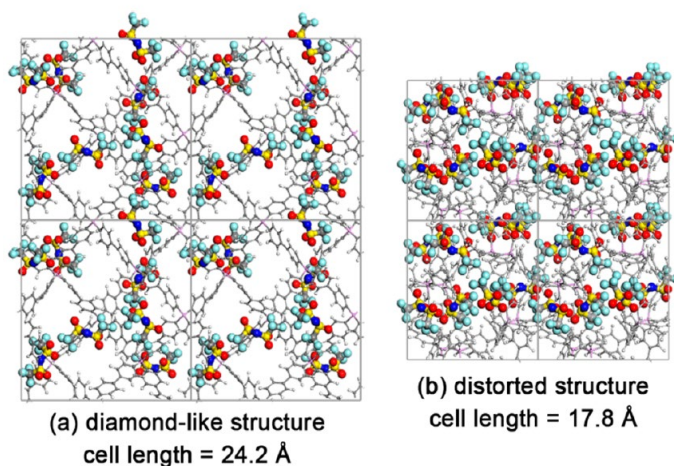 (a) diamond-like structure
cell length = 24.2 Å
(b) distorted structure
cell length = 17.8 Å